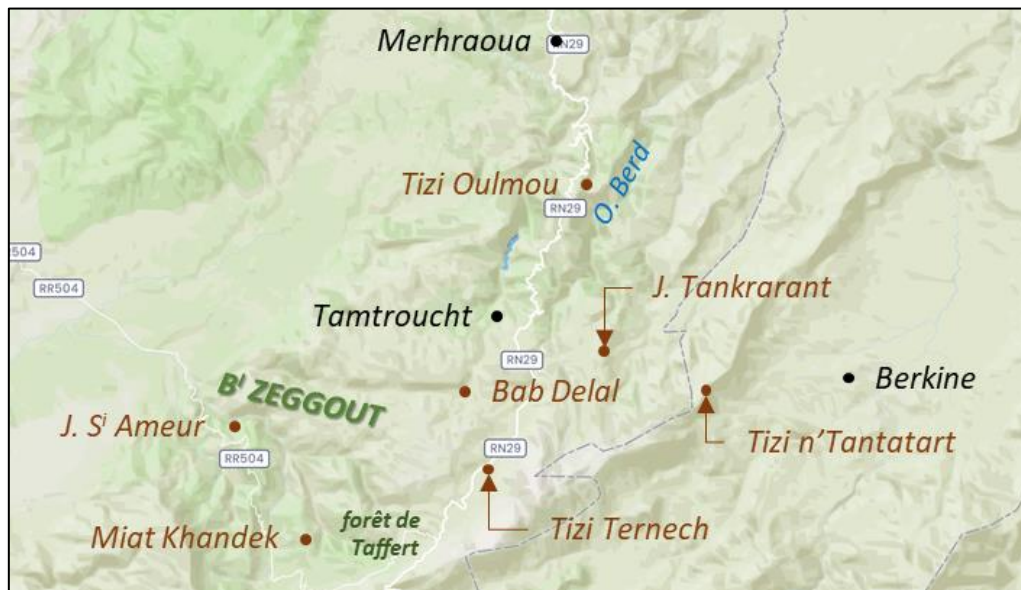 Merhraoua
RN29
Tizi Oulmou
RN29
O. Berd
504
RR504
J. Tankrarant
Tamtroucht
RN29
Bab Delal
Berkine
Bⁱ ZEGGOUT
J. Sⁱ Ameur
RR504
RN29
Tizi n’Tantatart
Miat Khandek
forêt de
Taffert
Tizi Ternech